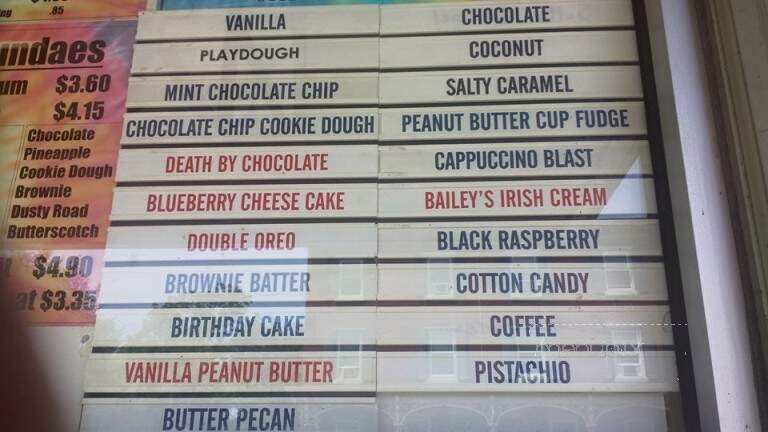 .85
undaes
um $3.60
$4.15
Chocolate
Pineapple
Cookie Dough
Brownie
Dusty Road
Butterscotch
$4.90
at $3.35
VANILLA
PLAYDOUGH
MINT CHOCOLATE CHIP
CHOCOLATE CHIP COOKIE DOUGH
DEATH BY CHOCOLATE
BLUEBERRY CHEESE CAKE
DOUBLE OREO
BROWNIE BATTER
BIRTHDAY CAKE
VANILLA PEANUT BUTTER
BUTTER PECAN
CHOCOLATE
COCONUT
SALTY CARAMEL
PEANUT BUTTER CUP FUDGE
CAPPUCCINO BLAST
BAILEY'S IRISH CREAM
BLACK RASPBERRY
COTTON CANDY
COFFEE
PISTACHIO